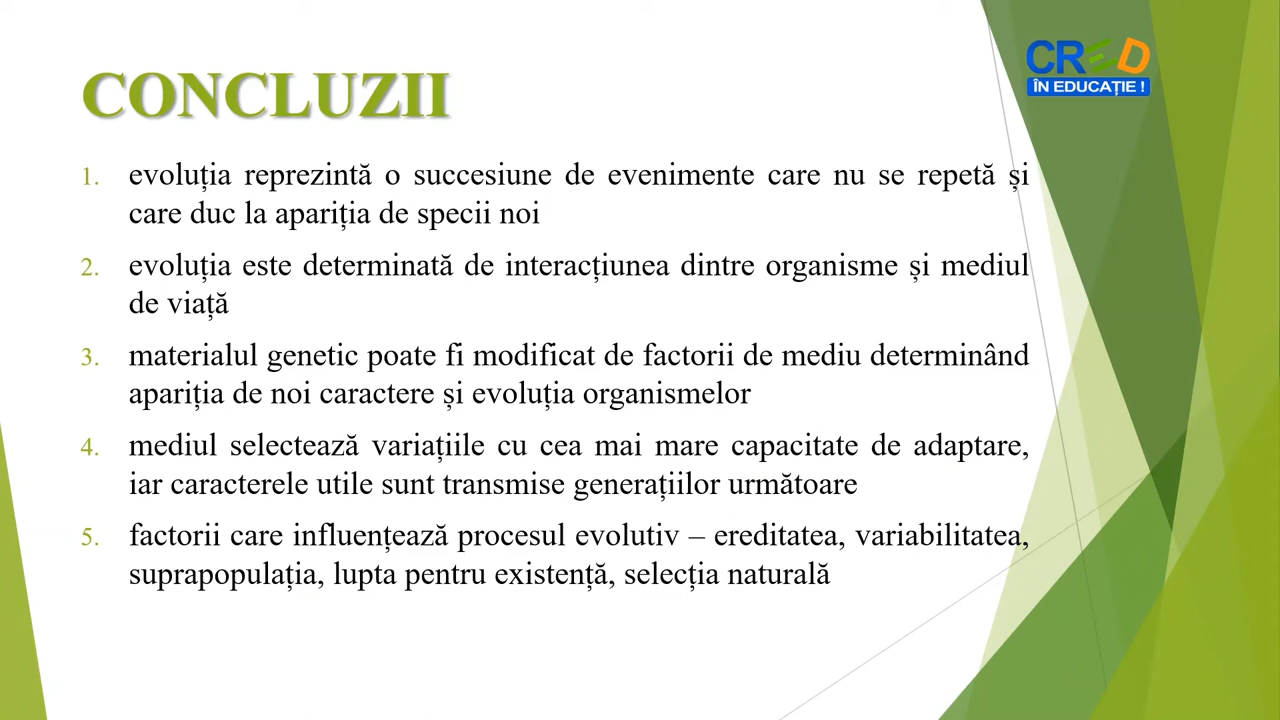 CRED
ÎN EDUCAȚIE !
CONCLUZII
1. evoluția reprezintă o succesiune de evenimente care nu se repetă și
care duc la apariția de specii noi
2. evoluția este determinată de interacțiunea dintre organisme și mediul
de viață
3. materialul genetic poate fi modificat de factorii de mediu determinând
apariția de noi caractere și evoluția organismelor
4. mediul selectează variațiile cu cea mai mare capacitate de adaptare,
iar caracterele utile sunt transmise generațiilor următoare
5. factorii care influențează procesul evolutiv – ereditatea, variabilitatea,
suprapopulația, lupta pentru existență, selecția naturală